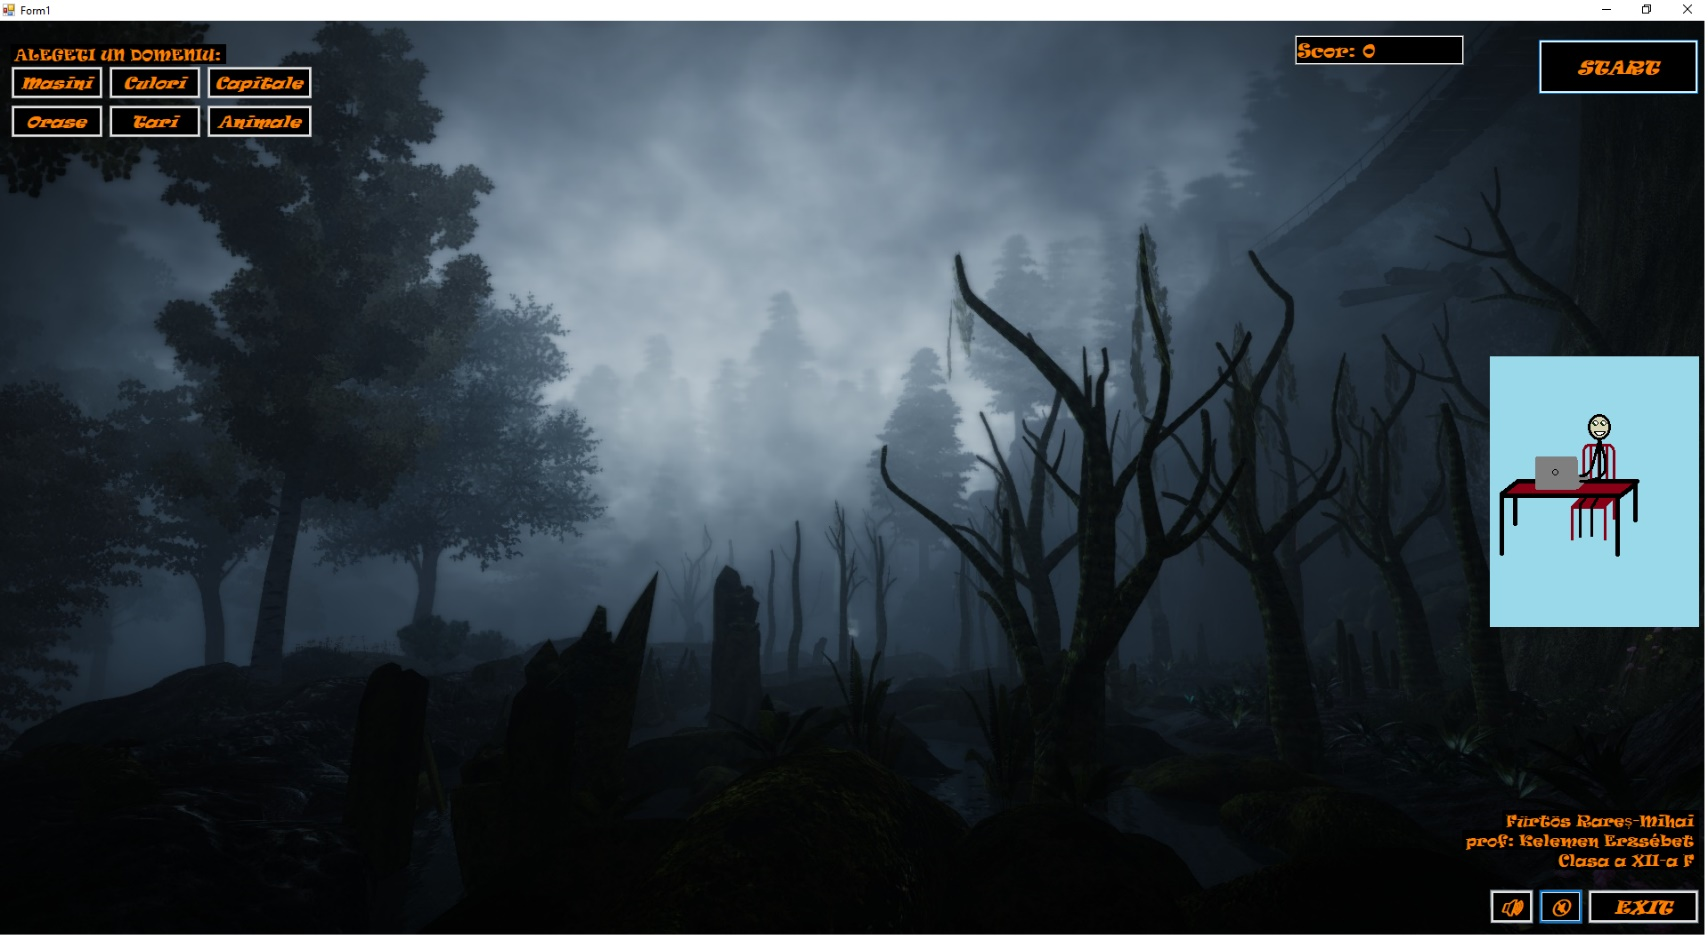 Form1
ALEGETI UN DOMENIU:
Masini Culori Capitale
Orase Tari Animale
Scor: 0
START
Fürtös Rareș-Mihai
prof: Kelemen Erzsébet
Clasa a XII-a F
EXIT